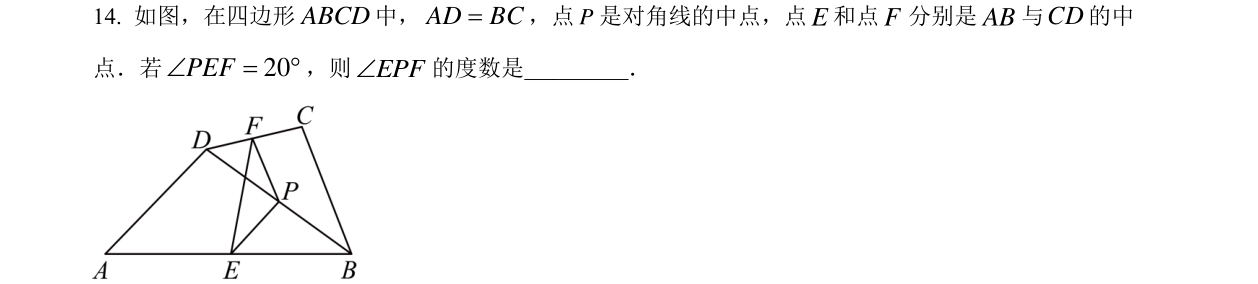 14. 如图，在四边形 ABCD 中， AD = BC ，点 P 是对角线的中点，点 E 和点 F 分别是 AB 与 CD 的中
点．若 ∠PEF = 20° ，则 ∠EPF 的度数是_________．
C
F
D
P
A E B